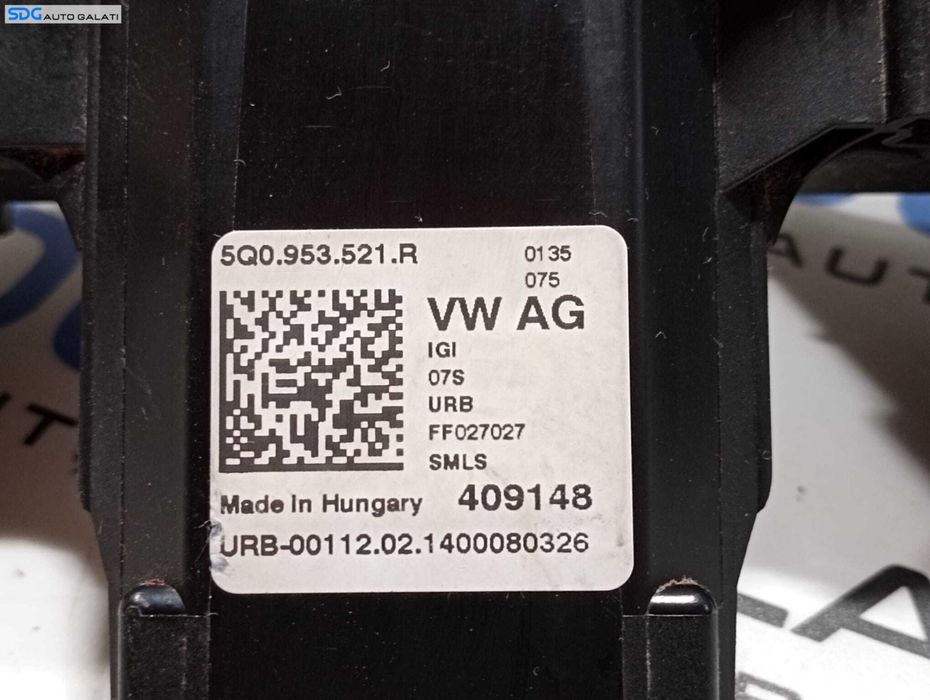 SDG AUTO GALATI
5Q0.953.521.R
0135
075
VW AG
IGI
07S
URB
FF027027
SMLS
Made In Hungary 409148
URB-00112.02.1400080326